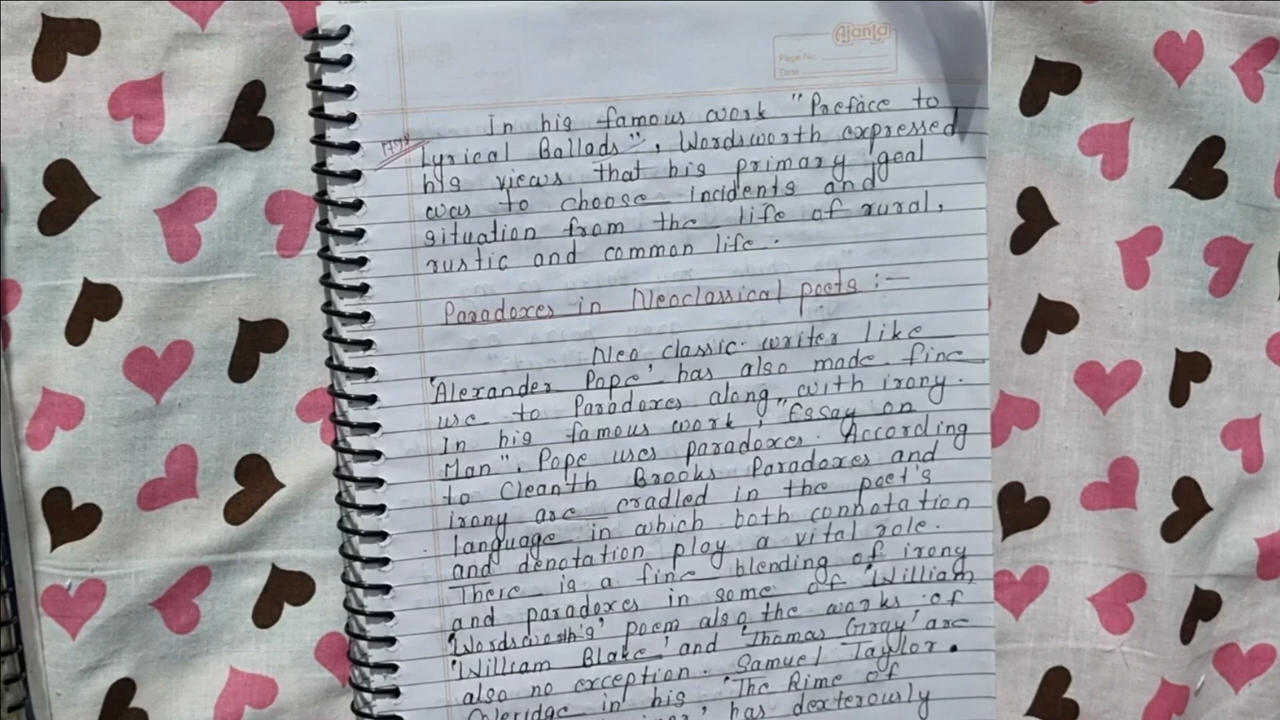 Ajanta
Page No.
Date
In his famous work "Preface to
1798
Lyrical Ballads", Wordsworth expressed
his views that his primary goal
was to choose incidents and
situation from the life of rural,
rustic and common life.
Paradoxes in Neoclassical poets :-
Neo classic writer like
'Alexander Pope' has also made fine
use to Paradoxes along with irony.
In his famous work, "Essay on
Man", Pope uses paradoxes. According
to Cleanth Brooks Paradoxes and
irony are cradled in the poet's
language in which both connotation
and denotation play a vital role.
There is a fine blending of irony
and paradoxes in some of 'William
Wordsworth's' poem also the works of
'William Blake' and 'Thomas Gray' are
also no exception. Samuel Taylor
Coleridge in his 'The Rime of
has dexterously